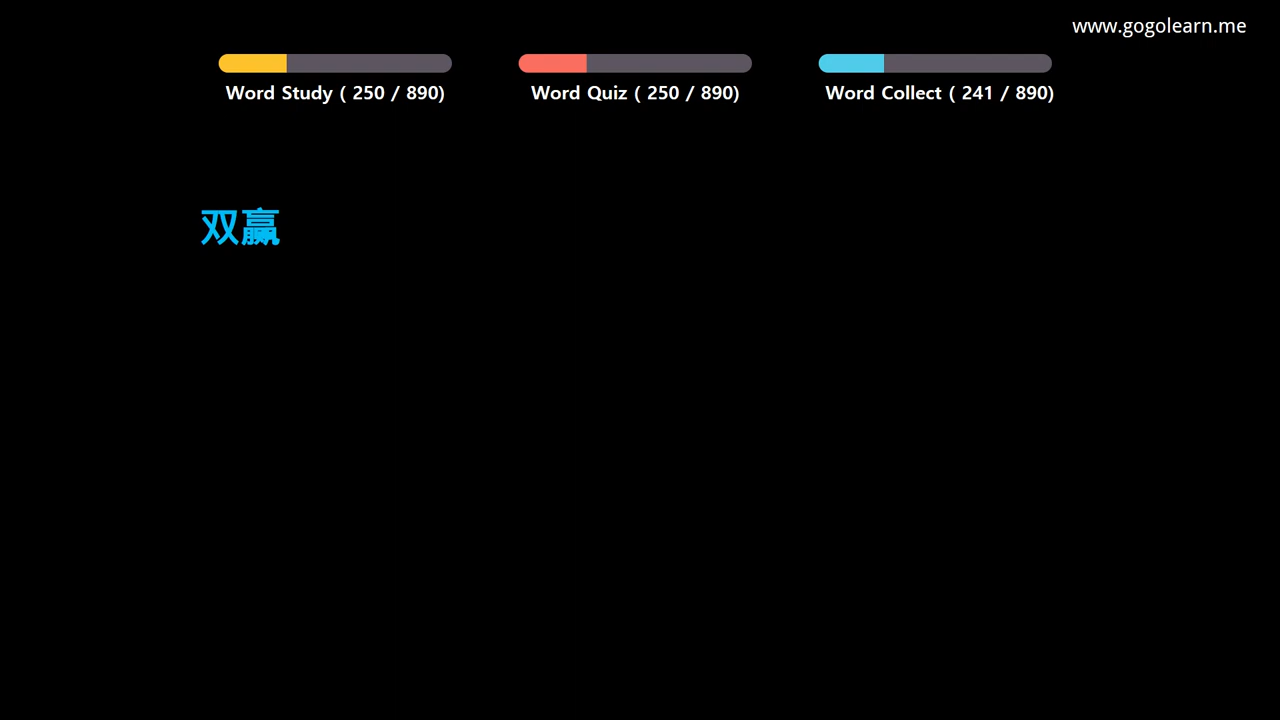 www.gogolearn.me
Word Study ( 250 / 890)
Word Quiz ( 250 / 890)
Word Collect ( 241 / 890)
双赢